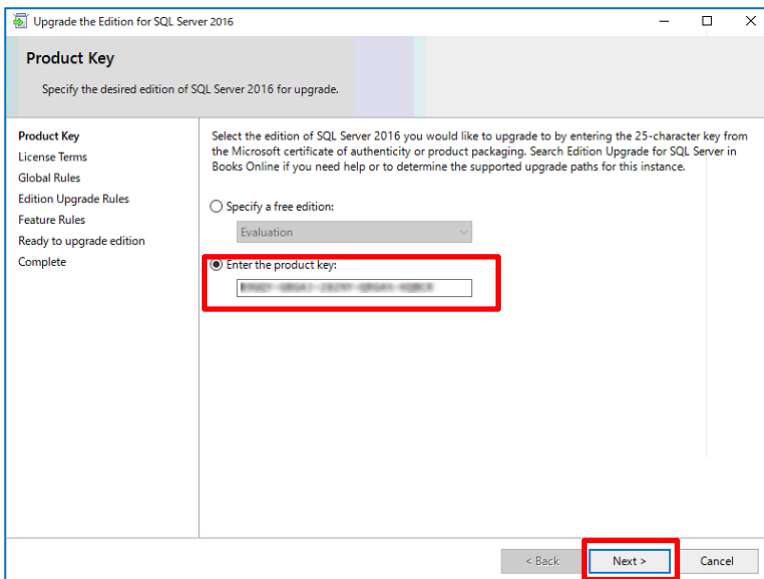 Upgrade the Edition for SQL Server 2016
Product Key
Specify the desired edition of SQL Server 2016 for upgrade.
Product Key
License Terms
Global Rules
Edition Upgrade Rules
Feature Rules
Ready to upgrade edition
Complete
Select the edition of SQL Server 2016 you would like to upgrade to by entering the 25-character key from
the Microsoft certificate of authenticity or product packaging. Search Edition Upgrade for SQL Server in
Books Online if you need help or to determine the supported upgrade paths for this instance.
Specify a free edition:
Evaluation
Enter the product key:
< Back
Next >
Cancel